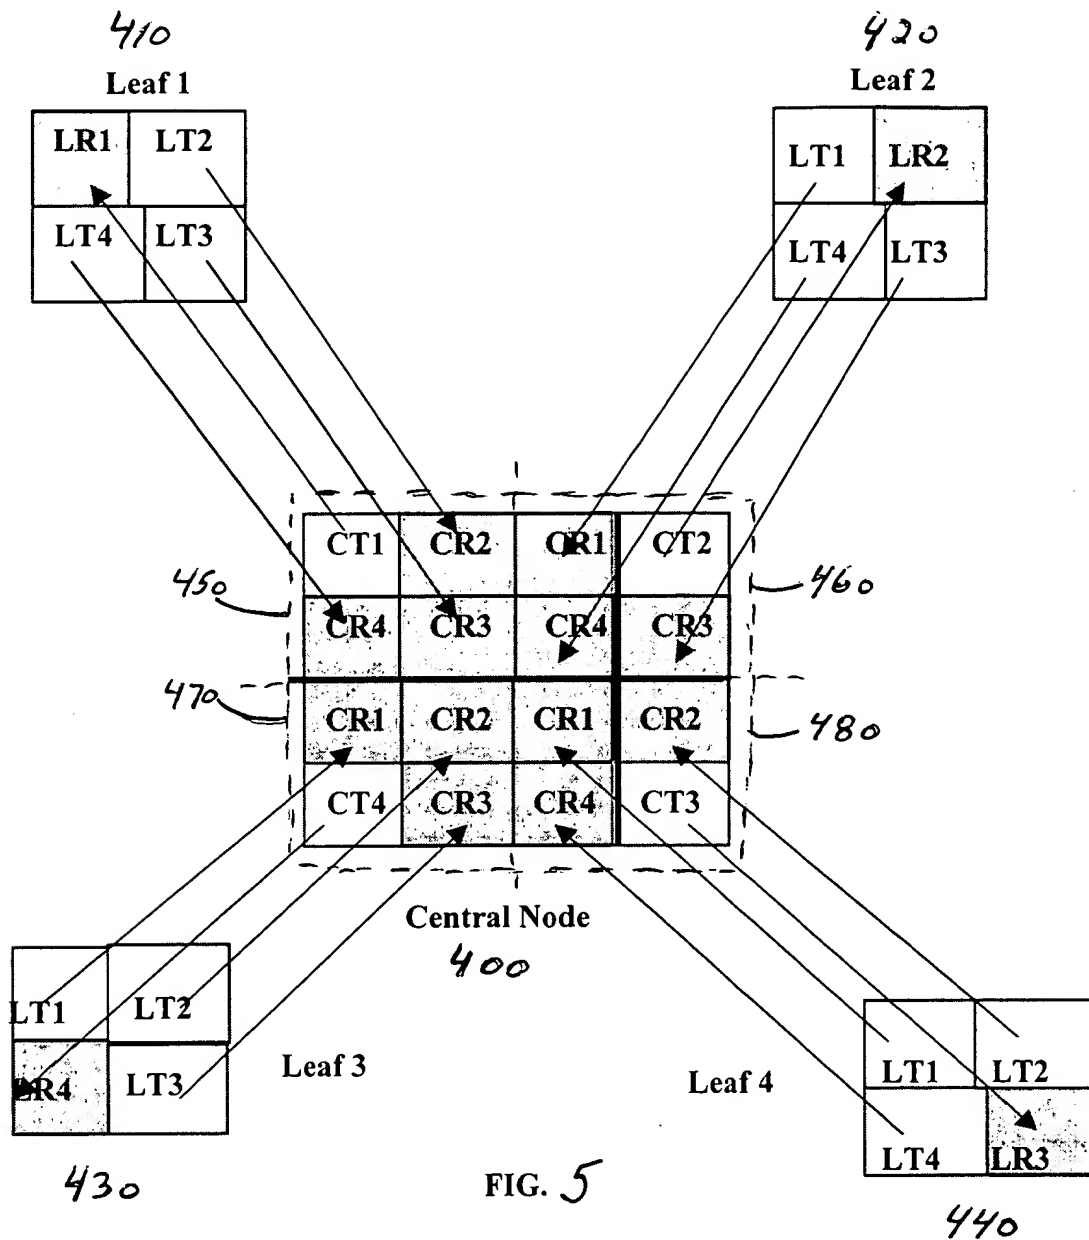 410
420
Leaf 1
Leaf 2
LR1 LT2
LT4 LT3
LT1 LR2
LT4 LT3
450
460
CT1 CR2 CR1 CT2
CR4 CR3 CR4 CR3
470
480
CR1 CR2 CR1 CR2
CT4 CR3 CR4 CT3
Central Node
400
LT1 LT2
LR4 LT3
Leaf 3
Leaf 4
LT1 LT2
LT4 LR3
430
FIG. 5
440